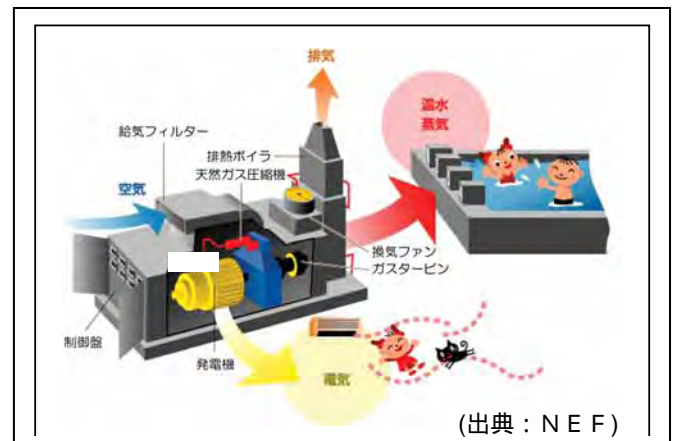 排気
温水
蒸気
給気フィルター
排熱ボイラ
天然ガス圧縮機
空気
換気ファン
ガスタービン
制御盤
発電機
電気
(出典：ＮＥＦ)